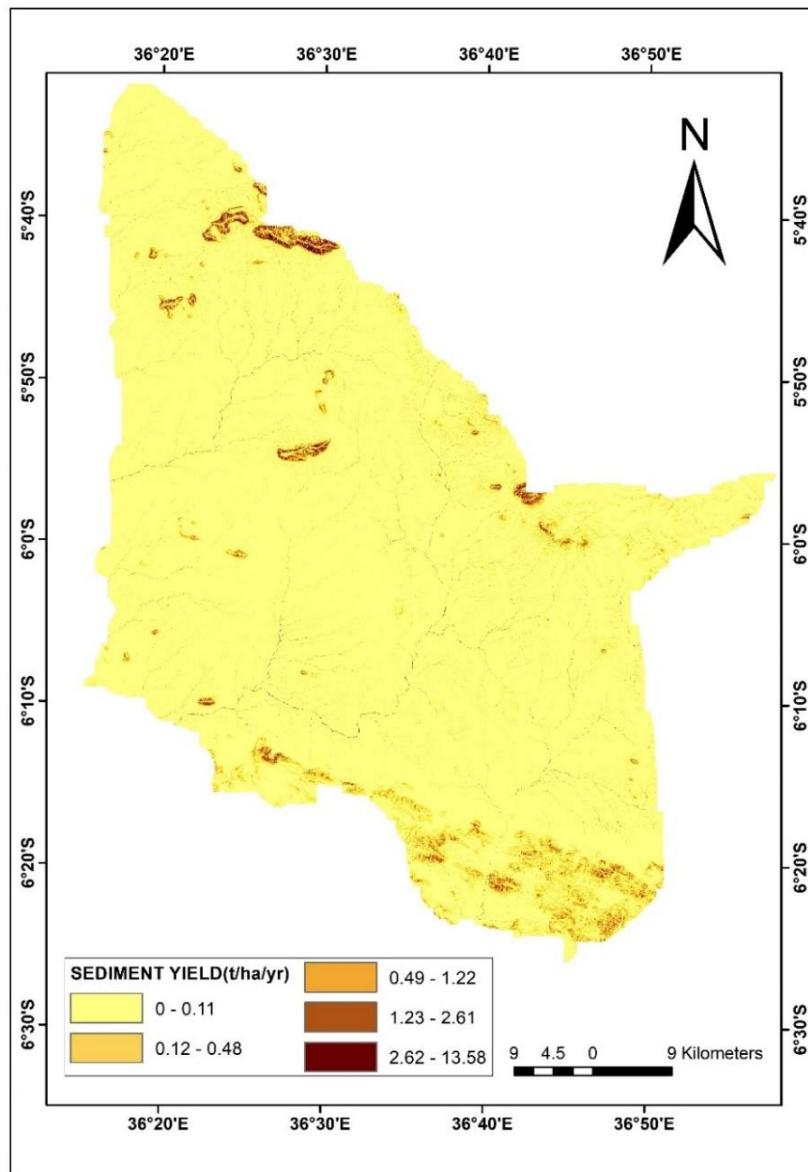 36°20'E 36°30'E 36°40'E 36°50'E
N
5°40'S 5°40'S
5°50'S 5°50'S
6°0'S 6°0'S
6°10'S 6°10'S
6°20'S 6°20'S
6°30'S 6°30'S
SEDIMENT YIELD(t/ha/yr)
0 - 0.11
0.12 - 0.48
0.49 - 1.22
1.23 - 2.61
2.62 - 13.58
9 4.5 0 9 Kilometers
36°20'E 36°30'E 36°40'E 36°50'E